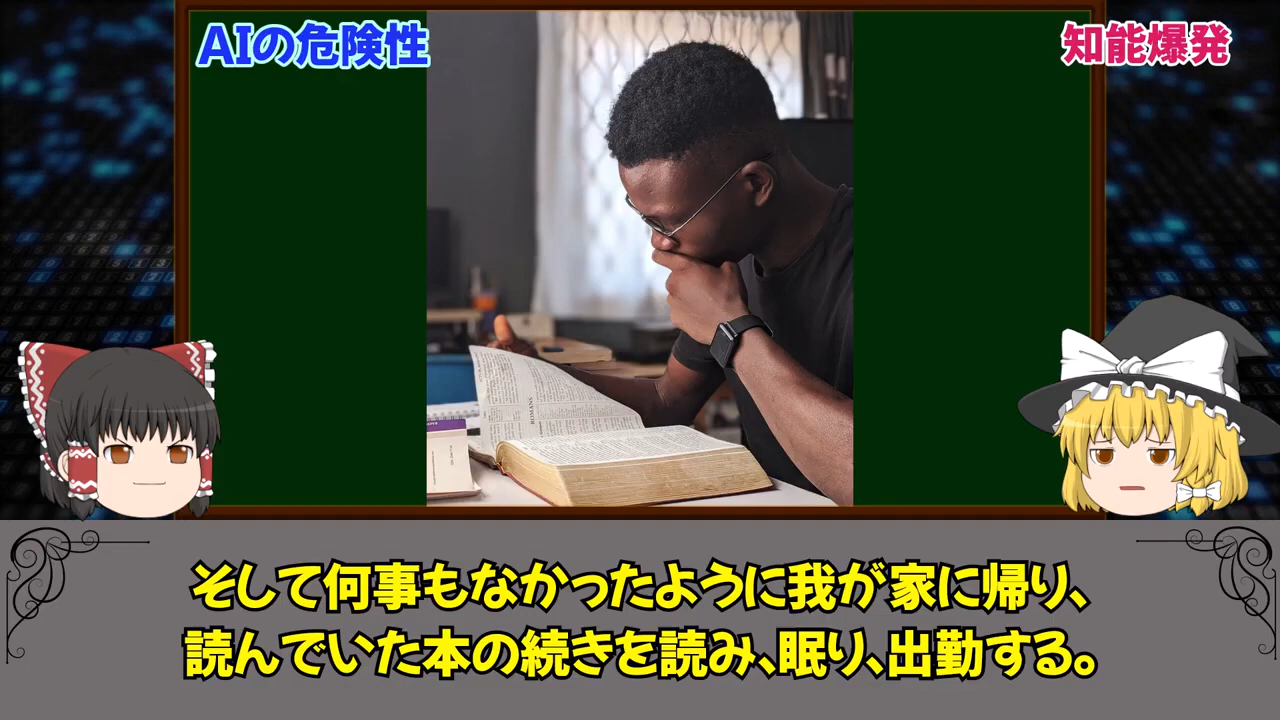 AIの危険性
知能爆発
ROMANS
そして何事もなかったように我が家に帰り、
読んでいた本の続きを読み、眠り、出勤する。